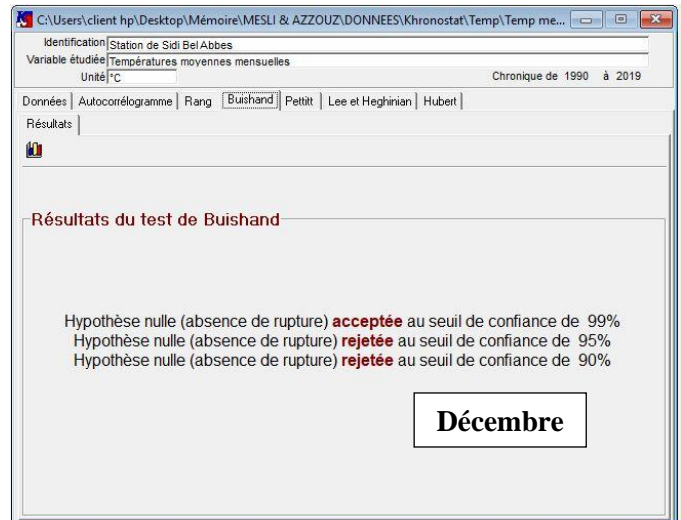 C:\Users\client hp\Desktop\Mémoire\MESLI & AZZOUZ\DONNEES\Khronostat\Temp\Temp me...
Identification Station de Sidi Bel Abbes
Variable étudiée Températures moyennes mensuelles
Unité °C Chronique de 1990 à 2019
Données Autocorrélogramme Rang Buishand Pettitt Lee et Heghinian Hubert
Résultats
Résultats du test de Buishand
Hypothèse nulle (absence de rupture) acceptée au seuil de confiance de 99%
Hypothèse nulle (absence de rupture) rejetée au seuil de confiance de 95%
Hypothèse nulle (absence de rupture) rejetée au seuil de confiance de 90%
Décembre